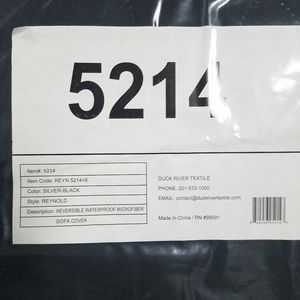 5214
Item#: 5214
Item Code: REYN 5214=6
Color: SILVER-BLACK
Style: REYNOLD
Description: REVERSIBLE WATERPROOF MICROFIBER
SOFA COVER
DUCK RIVER TEXTILE
PHONE: 201-533-1000
EMAIL: contact@duckrivertextile.com
Made In China / RN #99091